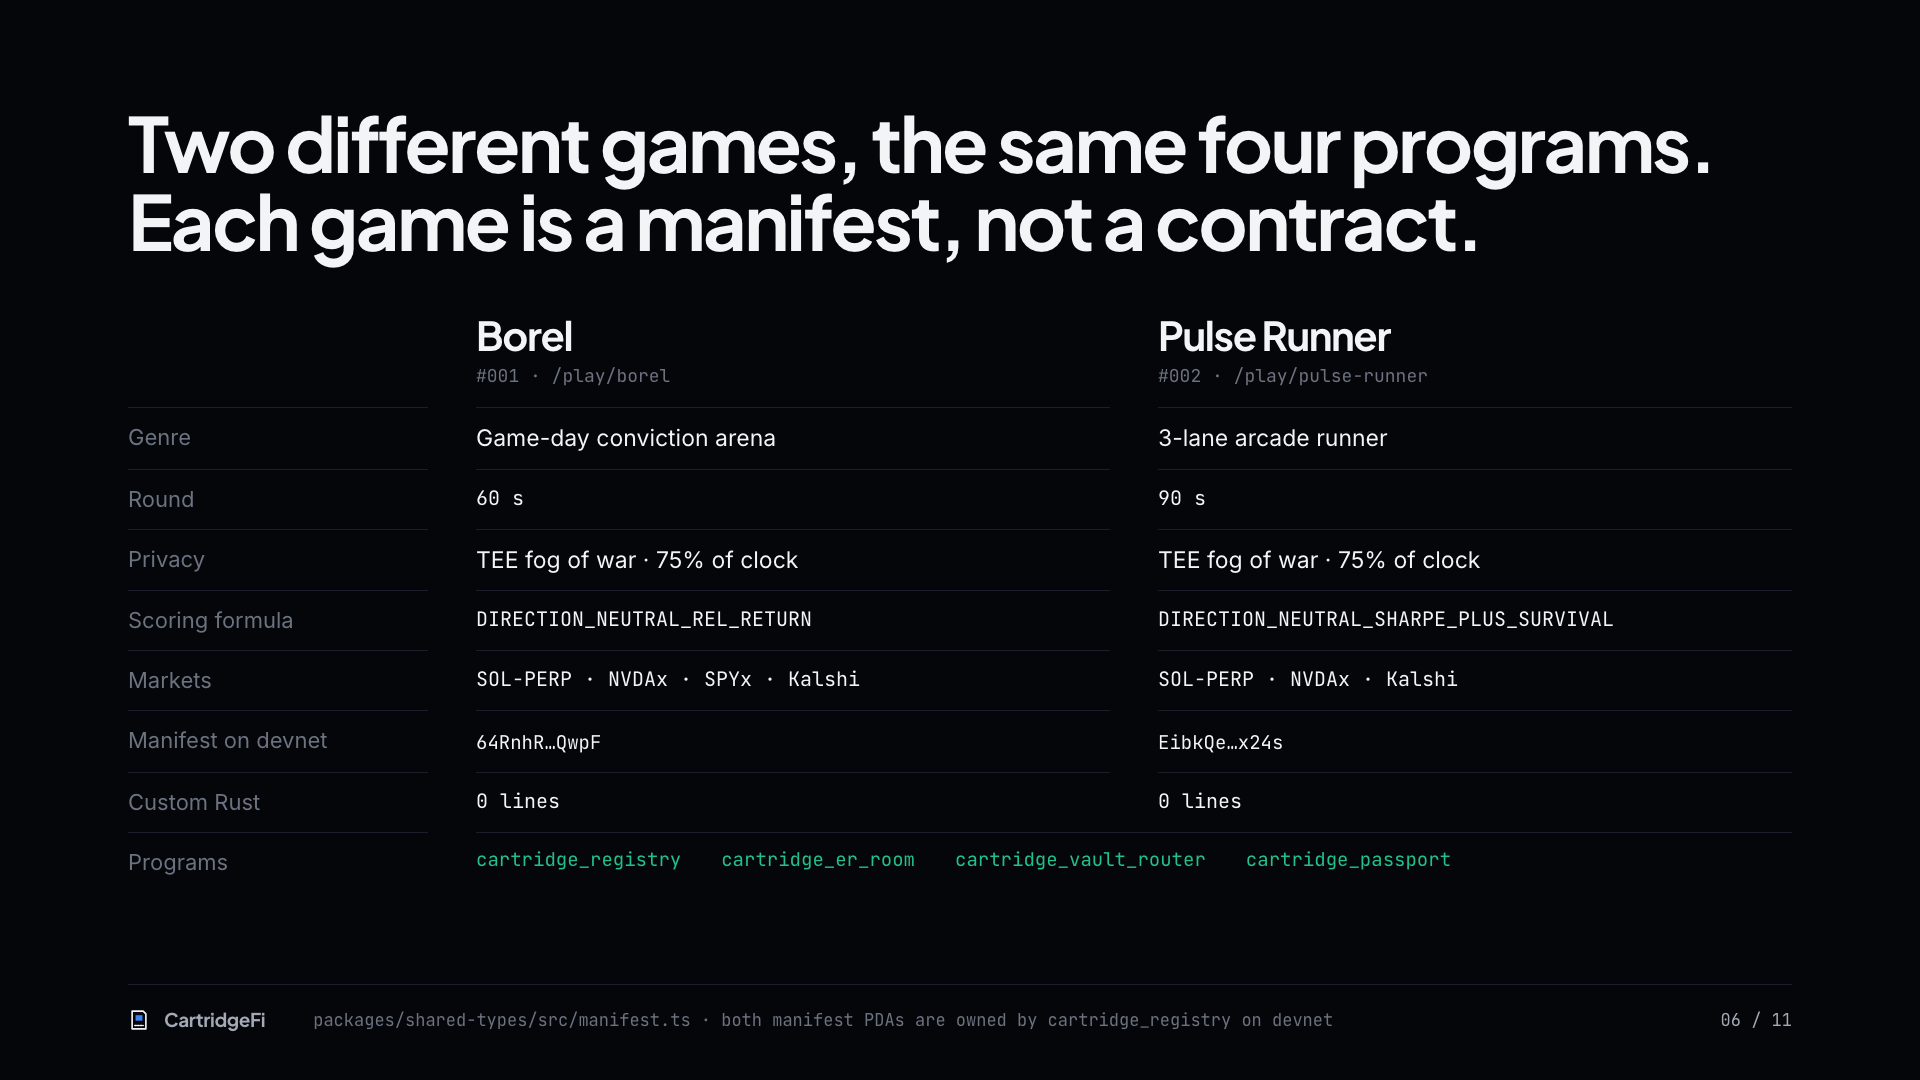 Two different games, the same four programs.
Each game is a manifest, not a contract.
Borel
#001 · /play/borel
Pulse Runner
#002 · /play/pulse-runner
Genre
Game-day conviction arena
3-lane arcade runner
Round
60 s
90 s
Privacy
TEE fog of war · 75% of clock
TEE fog of war · 75% of clock
Scoring formula
DIRECTION_NEUTRAL_REL_RETURN
DIRECTION_NEUTRAL_SHARPE_PLUS_SURVIVAL
Markets
SOL-PERP · NVDAx · SPYx · Kalshi
SOL-PERP · NVDAx · Kalshi
Manifest on devnet
64RnhR…QwpF
EibkQe…x24s
Custom Rust
0 lines
0 lines
Programs
cartridge_registry cartridge_er_room cartridge_vault_router cartridge_passport
CartridgeFi
packages/shared-types/src/manifest.ts · both manifest PDAs are owned by cartridge_registry on devnet
06 / 11